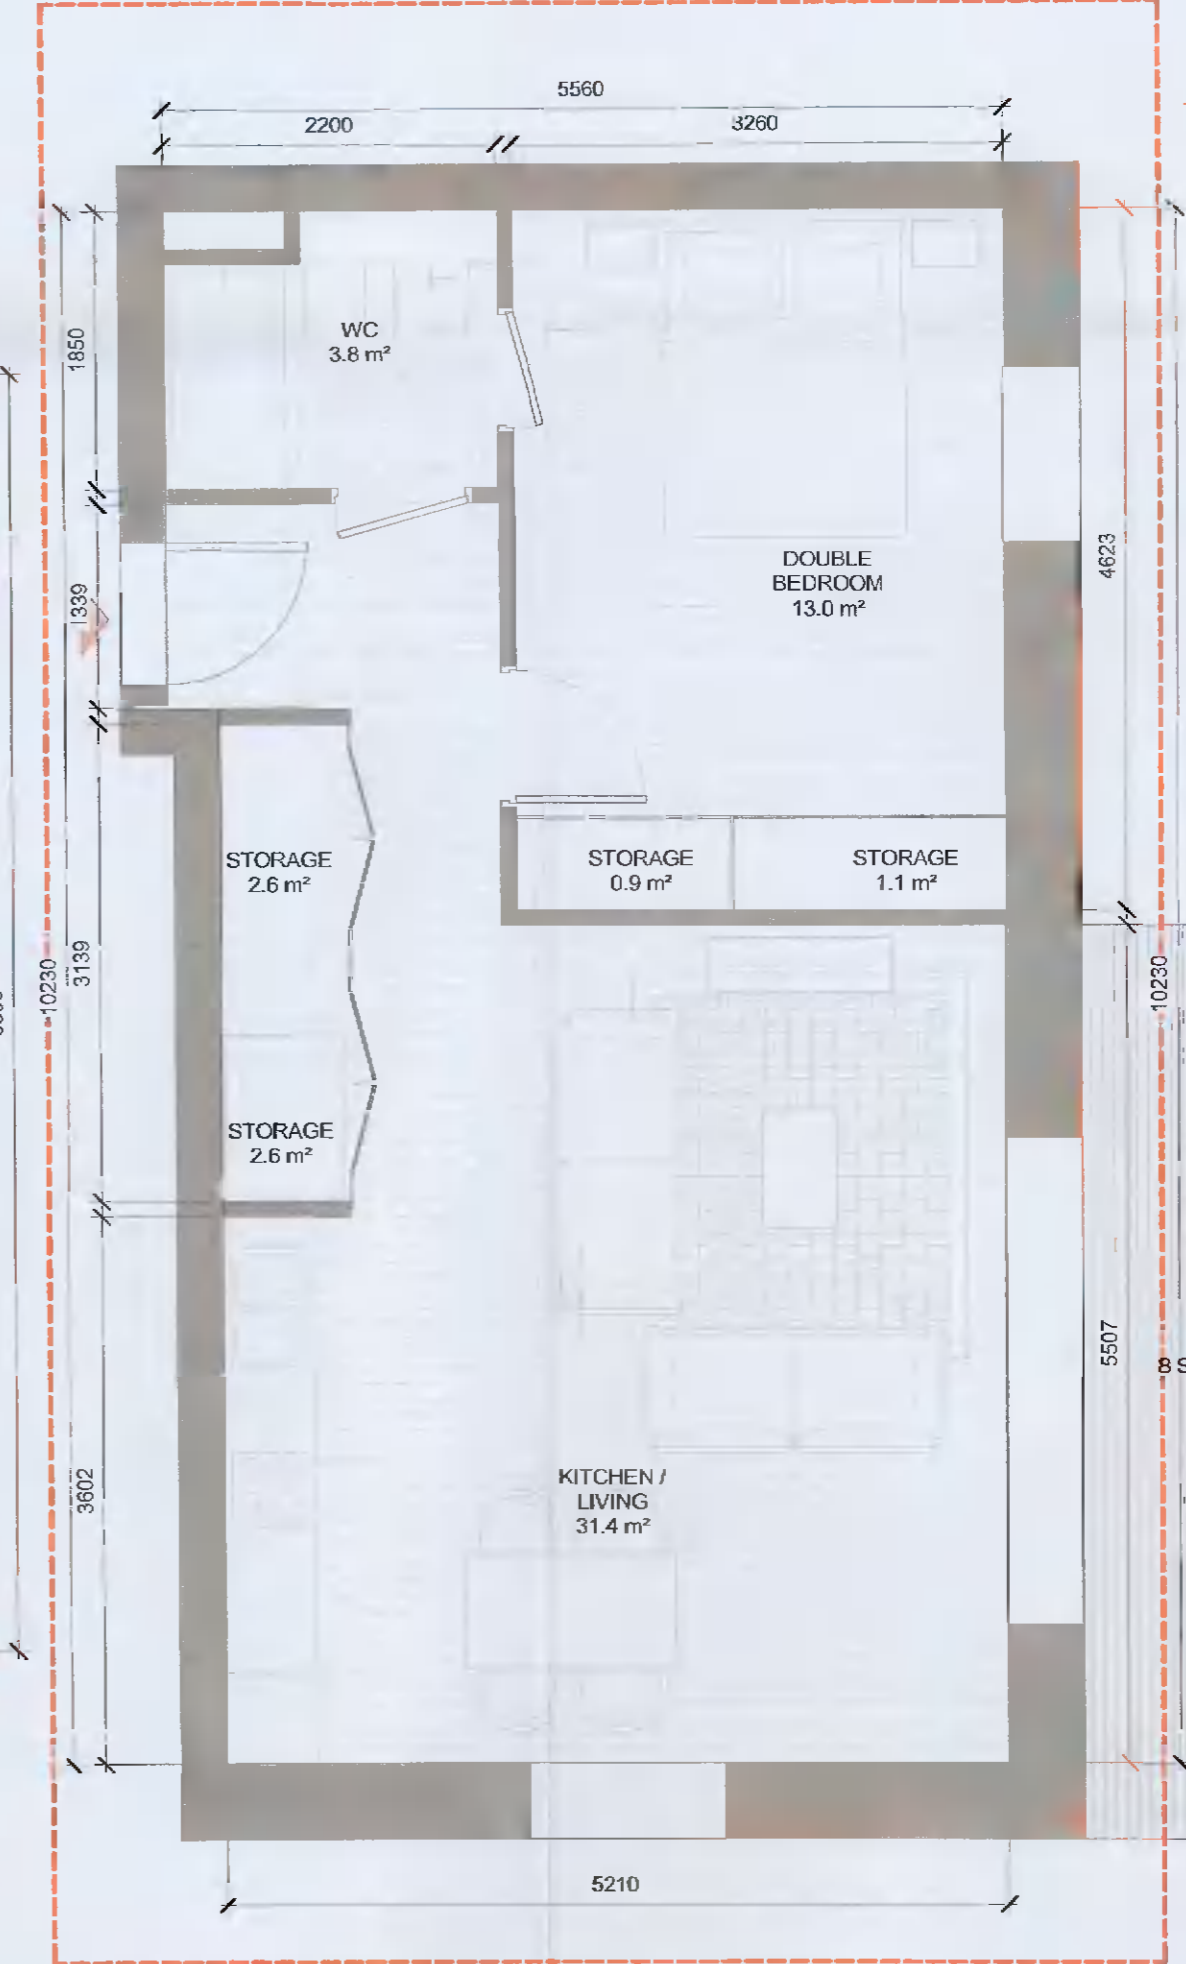 5560
2200
3260
1850
WC
3.8 m²
1339
4623
DOUBLE
BEDROOM
13.0 m²
STORAGE
2.6 m²
STORAGE
0.9 m²
STORAGE
1.1 m²
10230
3139
10230
STORAGE
2.6 m²
5507
8 S
3602
KITCHEN /
LIVING
31.4 m²
5210